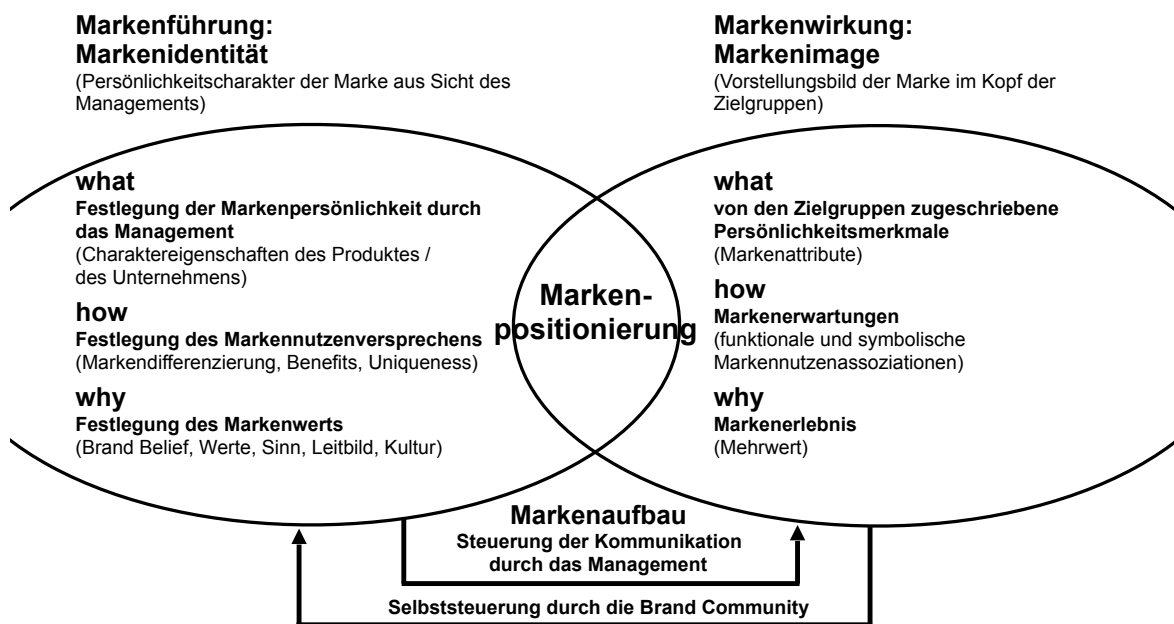 Markenführung:
Markenidentität
(Persönlichkeitscharakter der Marke aus Sicht des
Managements)
what
Festlegung der Markenpersönlichkeit durch
das Management
(Charaktereigenschaften des Produktes /
des Unternehmens)
how
Festlegung des Markennutzenversprechens
(Markendifferenzierung, Benefits, Uniqueness)
why
Festlegung des Markenwerts
(Brand Belief, Werte, Sinn, Leitbild, Kultur)
Marken-
positionierung
Markenwirkung:
Markenimage
(Vorstellungsbild der Marke im Kopf der
Zielgruppen)
what
von den Zielgruppen zugeschriebene
Persönlichkeitsmerkmale
(Markenattribute)
how
Markenerwartungen
(funktionale und symbolische
Markennutzenassoziationen)
why
Markenerlebnis
(Mehrwert)
Markenaufbau
Steuerung der Kommunikation
durch das Management
Selbststeuerung durch die Brand Community